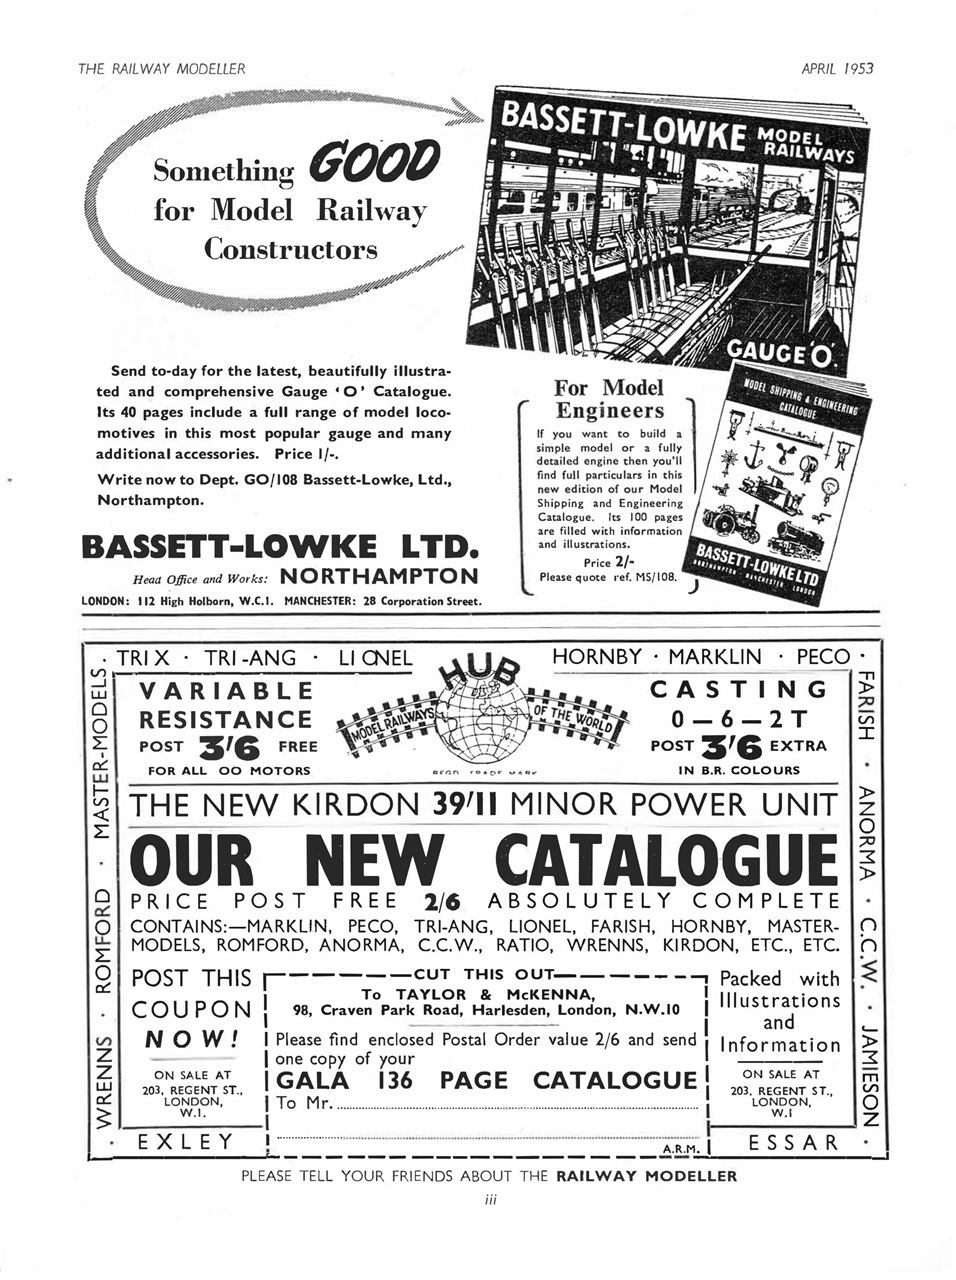 THE RAILWAY MODELLER
APRIL 1953
Something GOOD
for Model Railway
Constructors
BASSETT-LOWKE MODEL
RAILWAYS
GAUGE 'O'
Send to-day for the latest, beautifully illustra-
ted and comprehensive Gauge ‘O’ Catalogue.
Its 40 pages include a full range of model loco-
motives in this most popular gauge and many
additional accessories. Price 1/-.
Write now to Dept. GO/108 Bassett-Lowke, Ltd.,
Northampton.
BASSETT-LOWKE LTD.
Head Office and Works: NORTHAMPTON
LONDON: 112 High Holborn, W.C.1. MANCHESTER: 28 Corporation Street.
For Model
Engineers
If you want to build a
simple model or a fully
detailed engine then you'll
find full particulars in this
new edition of our Model
Shipping and Engineering
Catalogue. Its 100 pages
are filled with information
and illustrations.
Price 2/-
Please quote ref. MS/108.
MODEL SHIPPING & ENGINEERING
CATALOGUE
BASSETT-LOWKE LTD
NORTHAMPTON MANCHESTER LONDON
· TRIX · TRI-ANG · LIONEL
HORNBY · MARKLIN · PECO ·
WRENNS · ROMFORD · MASTER-MODELS
FARISH · ANORMA · C.C.W. · JAMIESON
VARIABLE
RESISTANCE
POST 3'6 FREE
FOR ALL OO MOTORS
HUB
MODEL RAILWAYS
OF THE WORLD
REGD. TRADE MARK
CASTING
0—6—2T
POST 3'6 EXTRA
IN B.R. COLOURS
THE NEW KIRDON 39'11 MINOR POWER UNIT
OUR NEW CATALOGUE
PRICE POST FREE 2/6 ABSOLUTELY COMPLETE
CONTAINS:—MARKLIN, PECO, TRI-ANG, LIONEL, FARISH, HORNBY, MASTER-
MODELS, ROMFORD, ANORMA, C.C.W., RATIO, WRENNS, KIRDON, ETC., ETC.
POST THIS
COUPON
NOW!
ON SALE AT
203, REGENT ST.,
LONDON,
W.1.
CUT THIS OUT
To TAYLOR & McKENNA,
98, Craven Park Road, Harlesden, London, N.W.10
Please find enclosed Postal Order value 2/6 and send
one copy of your
GALA 136 PAGE CATALOGUE
To Mr.
A.R.M.
Packed with
Illustrations
and
Information
ON SALE AT
203, REGENT ST.,
LONDON,
W.1
· EXLEY
ESSAR ·
PLEASE TELL YOUR FRIENDS ABOUT THE RAILWAY MODELLER
iii